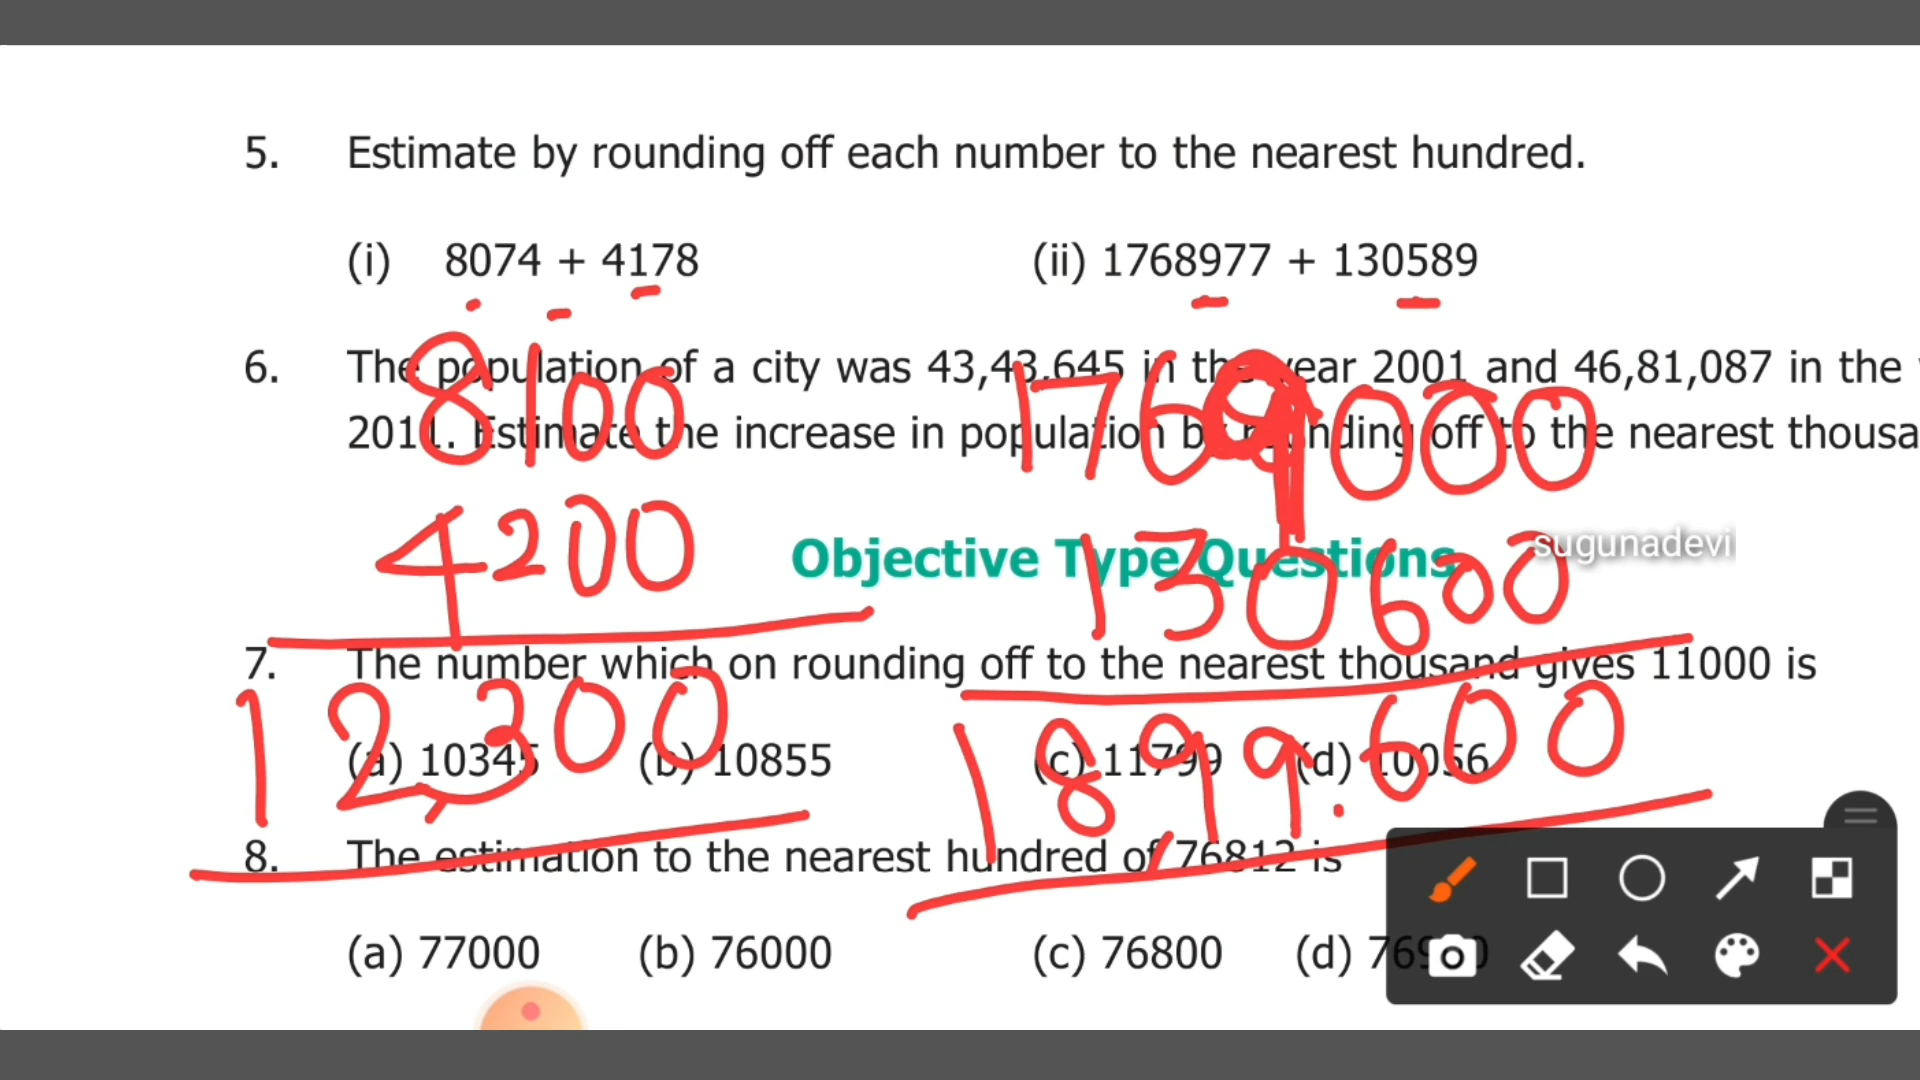 5. Estimate by rounding off each number to the nearest hundred.
(i) 8074 + 4178 (ii) 1768977 + 130589
6. The population of a city was 43,43,645 in the year 2001 and 46,81,087 in the
2011. Estimate the increase in population by rounding off to the nearest thousa
8100 1769000
4200 130600
Objective Type Questions
sugunadevi
7. The number which on rounding off to the nearest thousand gives 11000 is
12,300 18,99,600
(a) 10345 (b) 10855 (c) 11799 (d) 10056
8. The estimation to the nearest hundred of 76812 is
(a) 77000 (b) 76000 (c) 76800 (d)